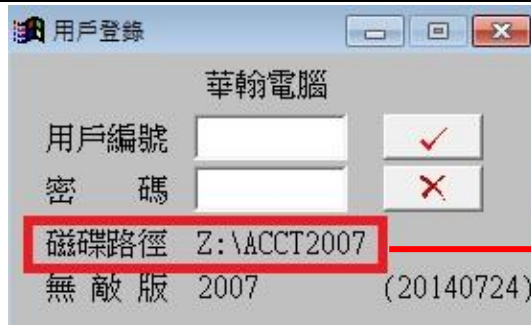 用戶登錄
華翰電腦
用戶編號
密 碼
磁碟路徑 Z:\ACCT2007
無敵版 2007 (20140724)